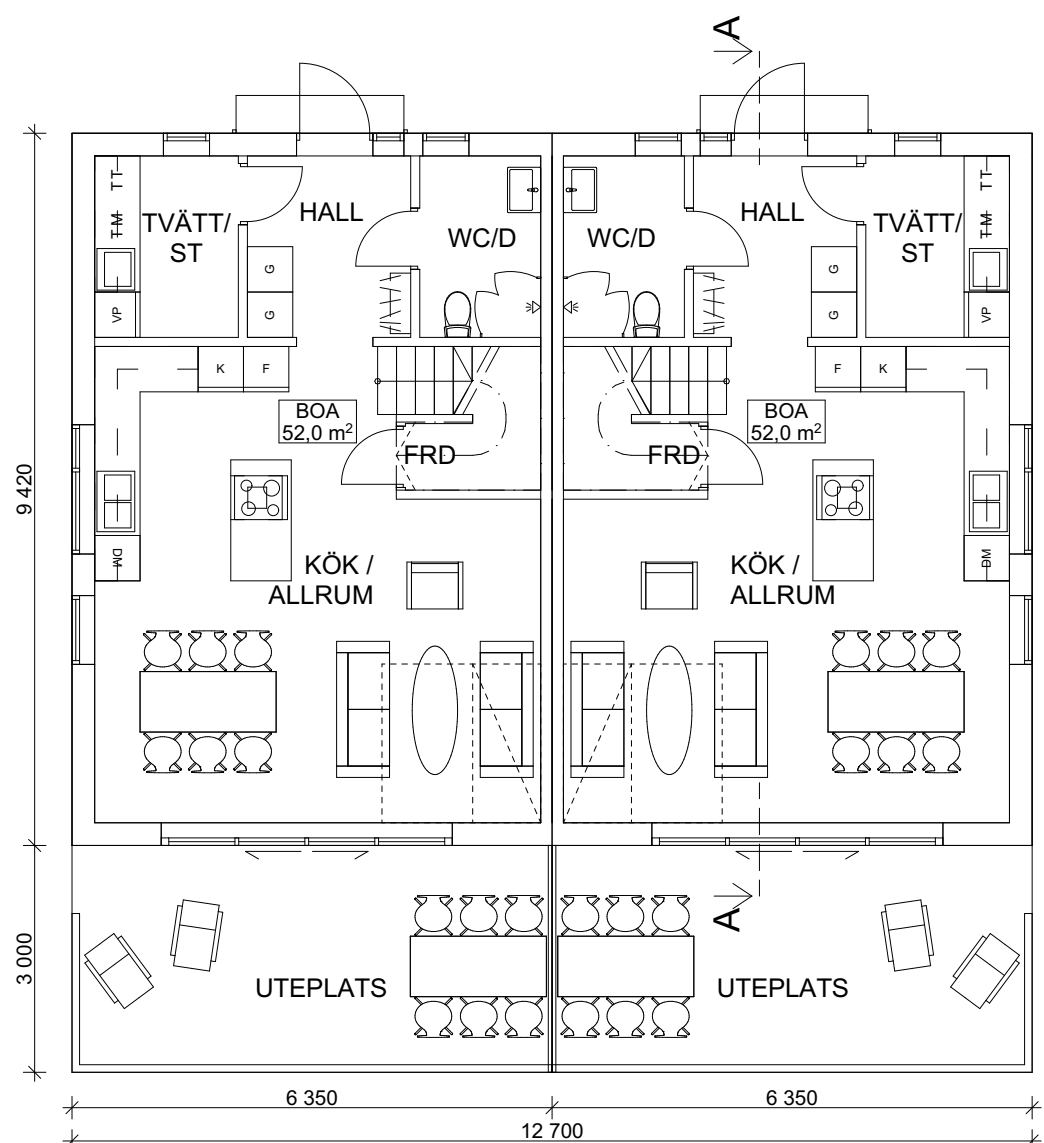 A
TT
TM
TVÄTT/
ST
HALL
WC/D
WC/D
HALL
TVÄTT/
ST
TT
TM
G
G
VP
G
G
VP
K
F
F
K
BOA
52,0 m²
BOA
52,0 m²
FRD
FRD
9 420
DM
KÖK /
ALLRUM
KÖK /
ALLRUM
DM
A
3 000
UTEPLATS
UTEPLATS
6 350
6 350
12 700